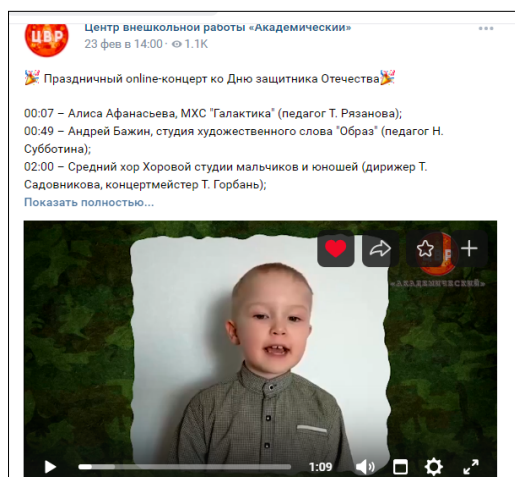 Центр внешкольной работы «Академический»
ЦВР
23 фев в 14:00 · 1.1K
Праздничный online-концерт ко Дню защитника Отечества
00:07 – Алиса Афанасьева, МХС "Галактика" (педагог Т. Рязанова);
00:49 – Андрей Бажин, студия художественного слова "Образ" (педагог Н.
Субботина);
02:00 – Средний хор Хоровой студии мальчиков и юношей (дирижер Т.
Садовникова, концертмейстер Т. Горбань);
Показать полностью...
«АКАДЕМИЧЕСКИЙ»
1:09